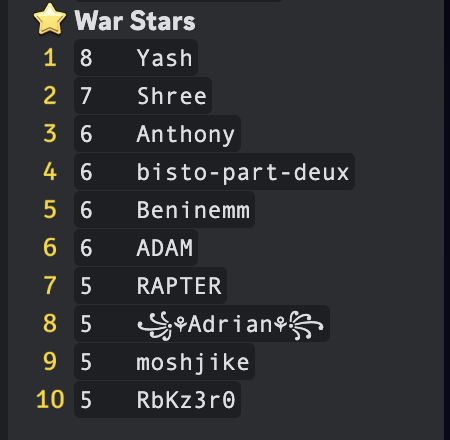 ⭐ War Stars
1 8 Yash
2 7 Shree
3 6 Anthony
4 6 bisto-part-deux
5 6 Beninemm
6 6 ADAM
7 5 RAPTER
8 5 ꧁⚘Adrian⚘꧂
9 5 moshjike
10 5 RbKz3r0